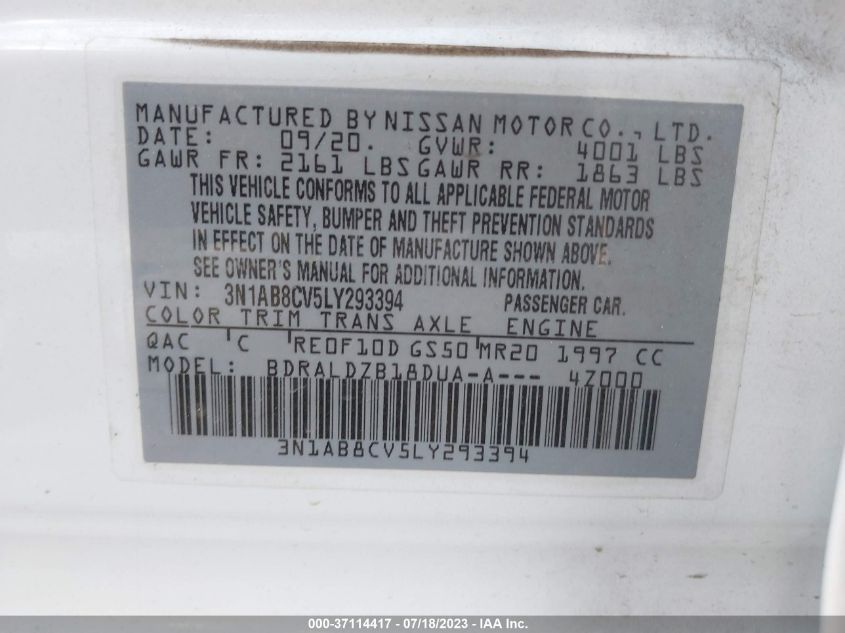 MANUFACTURED BY NISSAN MOTOR CO., LTD.
DATE: 09/20. GVWR: 4001 LBS
GAWR FR: 2161 LBS GAWR RR: 1863 LBS
THIS VEHICLE CONFORMS TO ALL APPLICABLE FEDERAL MOTOR
VEHICLE SAFETY, BUMPER AND THEFT PREVENTION STANDARDS
IN EFFECT ON THE DATE OF MANUFACTURE SHOWN ABOVE.
SEE OWNER'S MANUAL FOR ADDITIONAL INFORMATION.
VIN: 3N1AB8CV5LY293394 PASSENGER CAR.
COLOR TRIM TRANS AXLE ENGINE
QAC C RE0F10D GS50 MR20 1997 CC
MODEL: BDRALDZB18DUA-A--- 4Z000
3N1AB8CV5LY293394
000-37114417 - 07/18/2023 - IAA Inc.